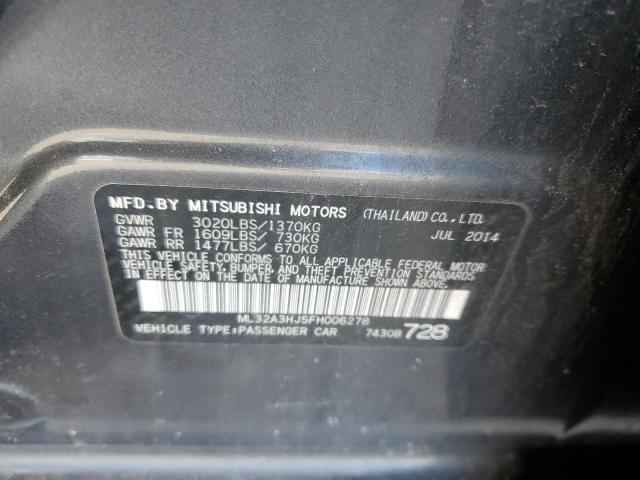 MFD.BY MITSUBISHI MOTORS (THAILAND) CO., LTD.
GVWR 3020LBS/1370KG JUL 2014
GAWR FR 1609LBS/ 730KG
GAWR RR 1477LBS/ 670KG
THIS VEHICLE CONFORMS TO ALL APPLICABLE FEDERAL MOTOR
VEHICLE SAFETY, BUMPER, AND THEFT PREVENTION STANDARDS
IN EFFECT ON THE DATE OF MANUFACTURE SHOWN ABOVE.
ML32A3HJ5FH006278
VEHICLE TYPE:PASSENGER CAR 7430B 728